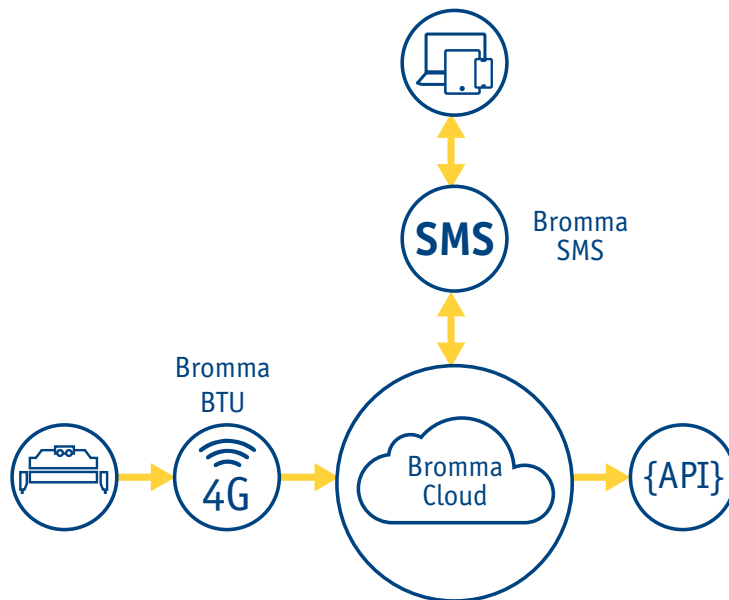 SMS
Bromma
SMS
Bromma
BTU
4G
Bromma
Cloud
{API}